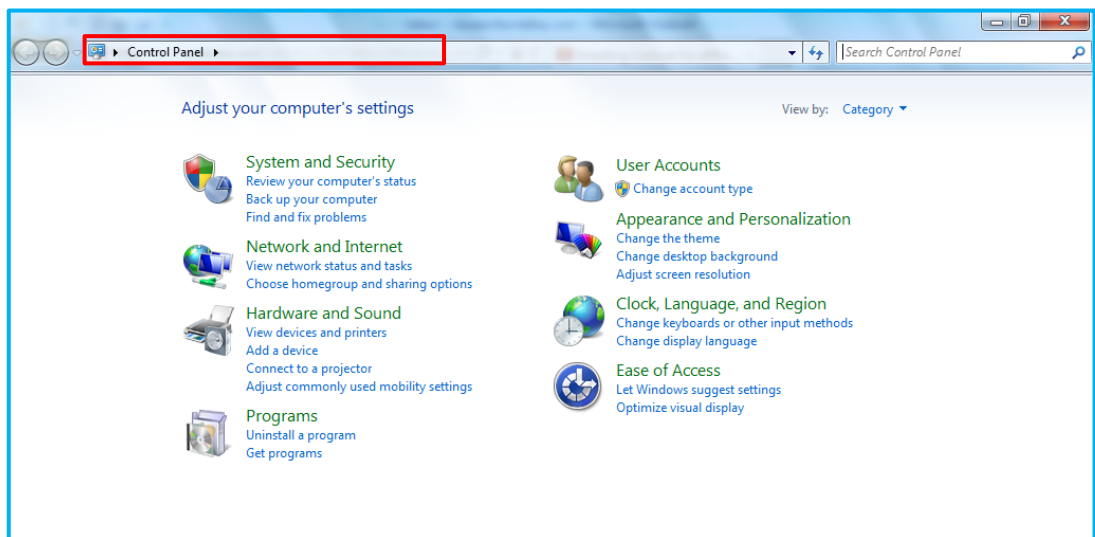 Control Panel
Search Control Panel
Adjust your computer's settings
View by: Category
System and Security
Review your computer's status
Back up your computer
Find and fix problems
Network and Internet
View network status and tasks
Choose homegroup and sharing options
Hardware and Sound
View devices and printers
Add a device
Connect to a projector
Adjust commonly used mobility settings
Programs
Uninstall a program
Get programs
User Accounts
Change account type
Appearance and Personalization
Change the theme
Change desktop background
Adjust screen resolution
Clock, Language, and Region
Change keyboards or other input methods
Change display language
Ease of Access
Let Windows suggest settings
Optimize visual display